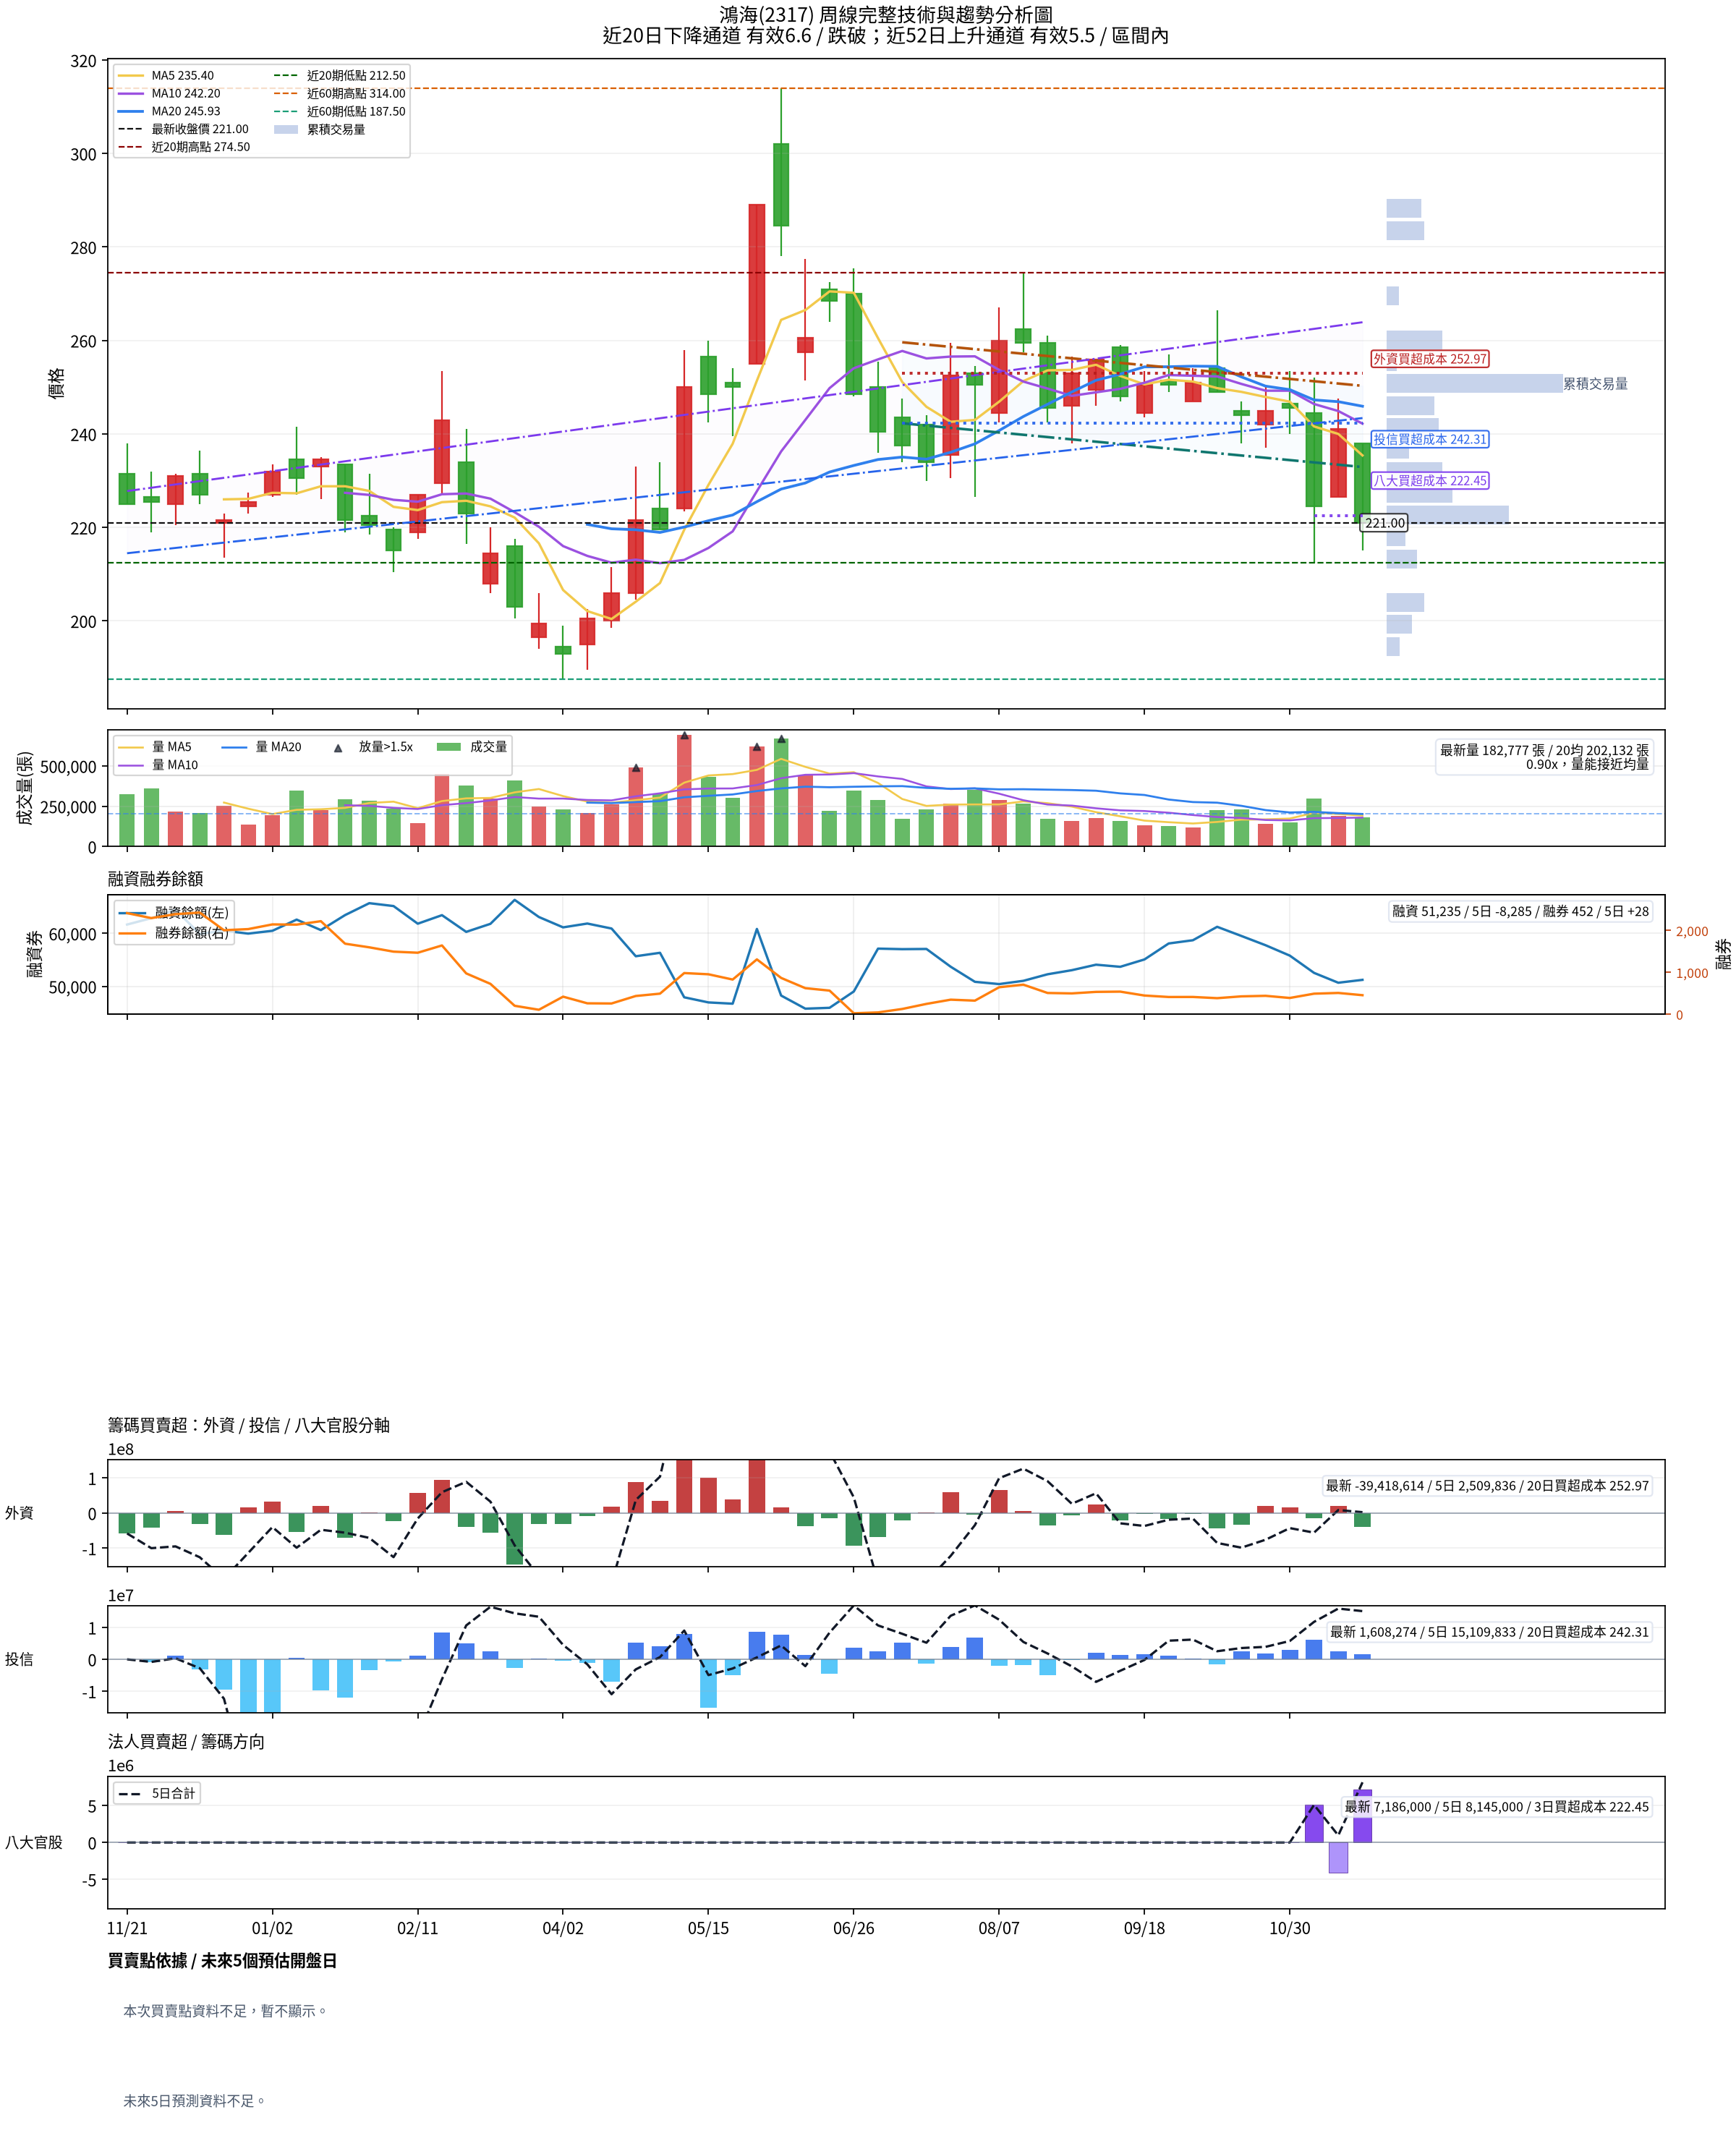 鴻海(2317) 周線完整技術與趨勢分析圖
近20日下降通道 有效6.6 / 跌破；近52日上升通道 有效5.5 / 區間內
MA5 235.40
MA10 242.20
MA20 245.93
最新收盤價 221.00
近20期高點 274.50
近20期低點 212.50
近60期高點 314.00
近60期低點 187.50
累積交易量
價格
320
300
280
260
240
220
200
外資買超成本 252.97
累積交易量
投信買超成本 242.31
八大買超成本 222.45
221.00
成交量(張)
500,000
250,000
0
量 MA5
量 MA10
量 MA20
放量>1.5x
成交量
最新量 182,777 張 / 20均 202,132 張
0.90x，量能接近均量
融資融券餘額
融資券
60,000
50,000
融資餘額(左)
融券餘額(右)
融資 51,235 / 5日 -8,285 / 融券 452 / 5日 +28
2,000
1,000
0
融券
籌碼買賣超：外資 / 投信 / 八大官股分軸
1e8
外資
1
0
-1
最新 -39,418,614 / 5日 2,509,836 / 20日買超成本 252.97
1e7
投信
1
0
-1
最新 1,608,274 / 5日 15,109,833 / 20日買超成本 242.31
法人買賣超 / 籌碼方向
1e6
八大官股
5
0
-5
5日合計
最新 7,186,000 / 5日 8,145,000 / 3日買超成本 222.45
11/21 01/02 02/11 04/02 05/15 06/26 08/07 09/18 10/30
買賣點依據 / 未來5個預估開盤日
本次買賣點資料不足，暫不顯示。
未來5日預測資料不足。